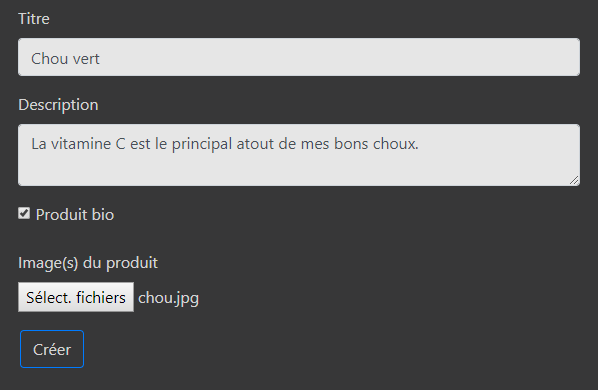 Titre
Chou vert
Description
La vitamine C est le principal atout de mes bons choux.
Produit bio
Image(s) du produit
Sélect. fichiers chou.jpg
Créer